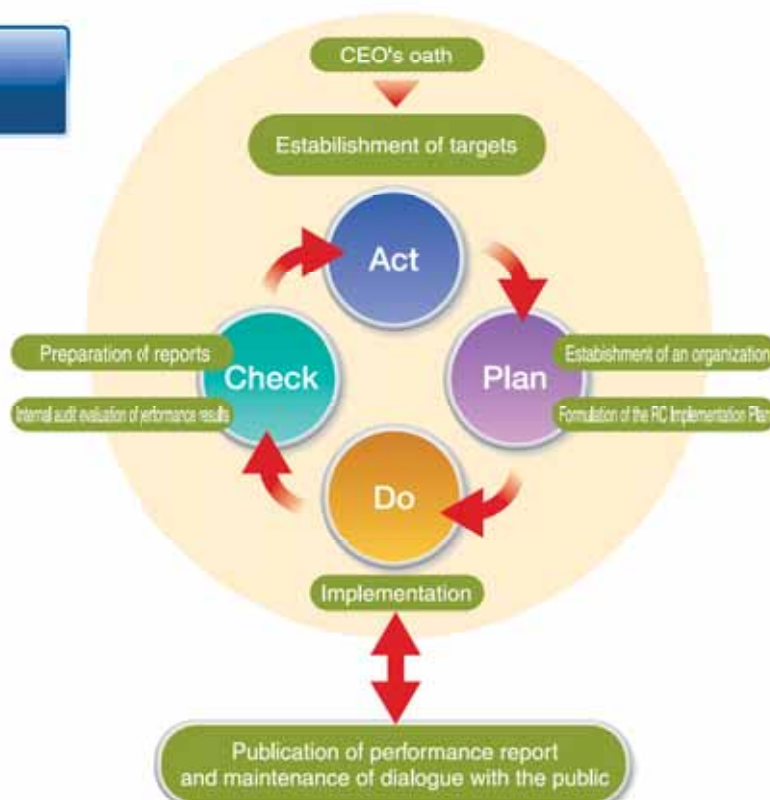 CEO's oath
Estabilishment of targets
Act
Preparation of reports
Check
Internal audit evaluation of performance results
Plan
Estabishment of an organization
Formulation of the RC Implementation Plan
Do
Implementation
Publication of performance report
and maintenance of dialogue with the public